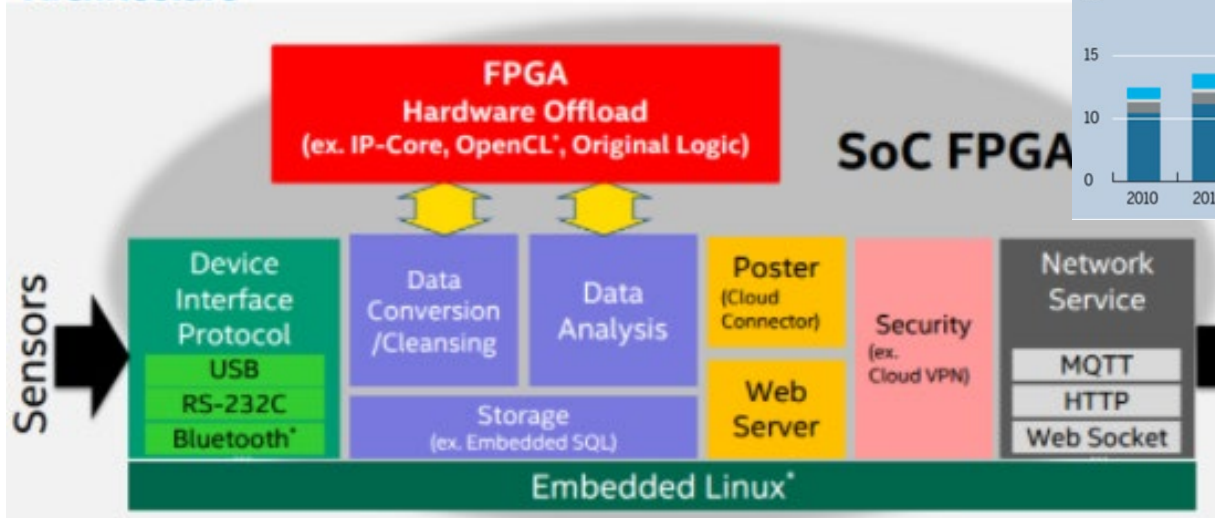 FPGA
Hardware Offload
(ex. IP-Core, OpenCL*, Original Logic)
SoC FPGA
15
10
0
2010
201
Sensors
Device
Interface
Protocol
USB
RS-232C
Bluetooth*
Data
Conversion
/Cleansing
Data
Analysis
Storage
(ex. Embedded SQL)
Poster
(Cloud
Connector)
Web
Server
Security
(ex.
Cloud VPN)
Network
Service
MQTT
HTTP
Web Socket
Embedded Linux*